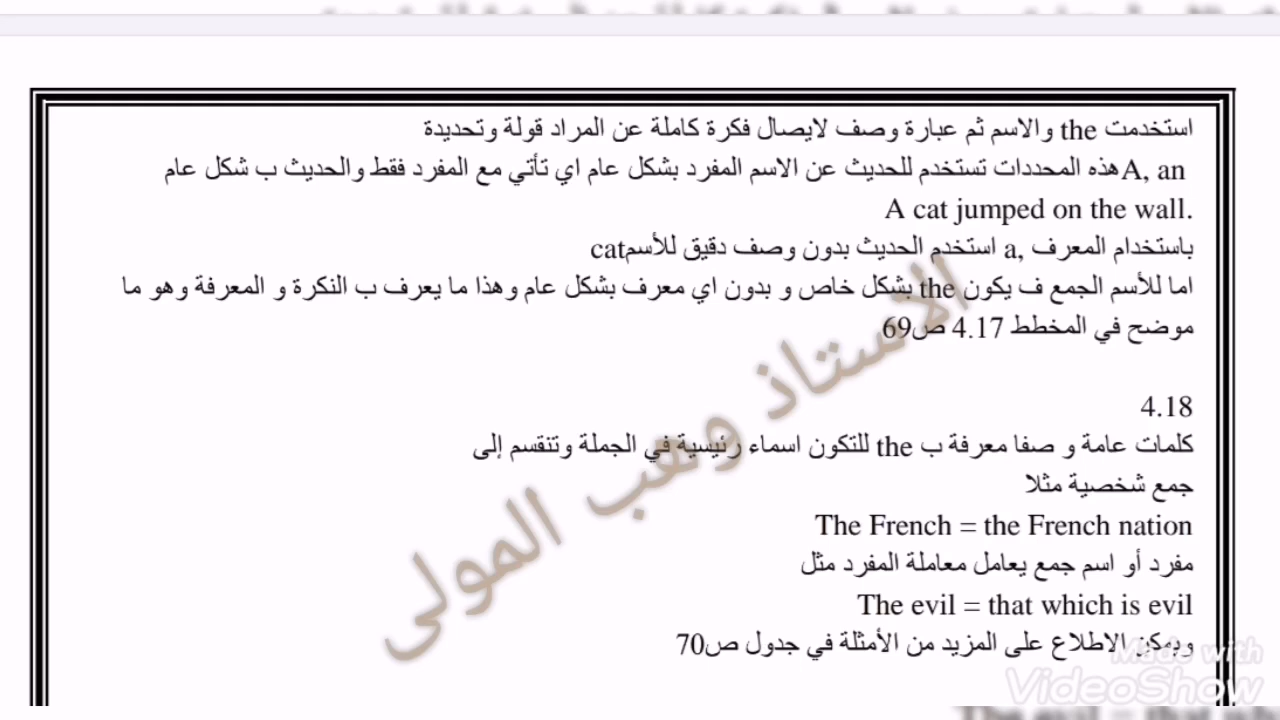 استخدمت the والاسم ثم عبارة وصف لايصال فكرة كاملة عن المراد قولة وتحديدة
A, an هذه المحددات تستخدم للحديث عن الاسم المفرد بشكل عام اي تأتي مع المفرد فقط والحديث ب شكل عام
A cat jumped on the wall.
باستخدام المعرف a, استخدم الحديث بدون وصف دقيق للأسمcat
اما للأسم الجمع ف يكون the بشكل خاص و بدون اي معرف بشكل عام وهذا ما يعرف ب النكرة و المعرفة وهو ما
موضح في المخطط 4.17 ص69
4.18
كلمات عامة و صفا معرفة ب the للتكون اسماء رئيسية في الجملة وتنقسم إلى
جمع شخصية مثلا
The French = the French nation
مفرد أو اسم جمع يعامل معاملة المفرد مثل
The evil = that which is evil
ويمكن الاطلاع على المزيد من الأمثلة في جدول ص70
الأستاذ وهب المولى
Made with
VideoShow